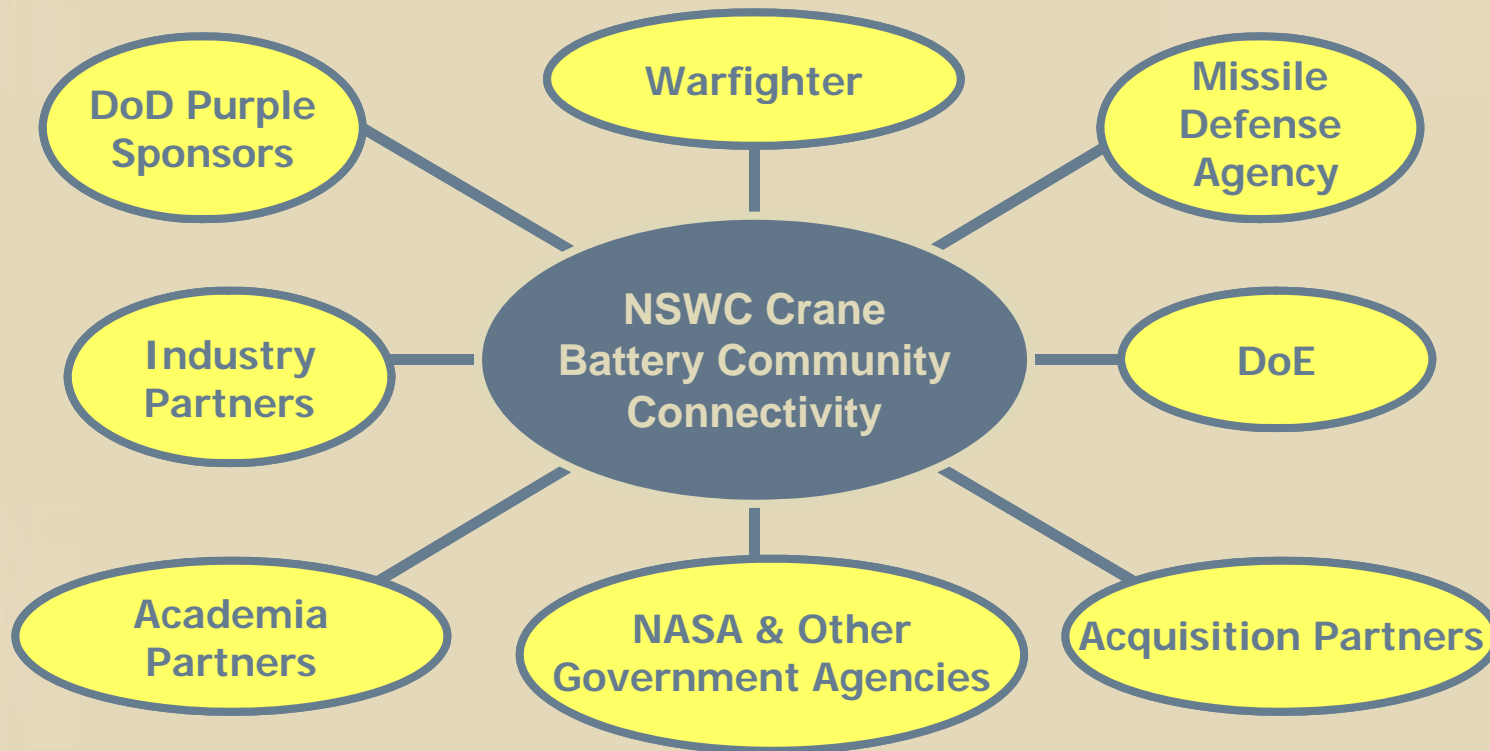 DoD Purple
Sponsors
Warfighter
Missile
Defense
Agency
Industry
Partners
NSWC Crane
Battery Community
Connectivity
DoE
Academia
Partners
NASA & Other
Government Agencies
Acquisition Partners